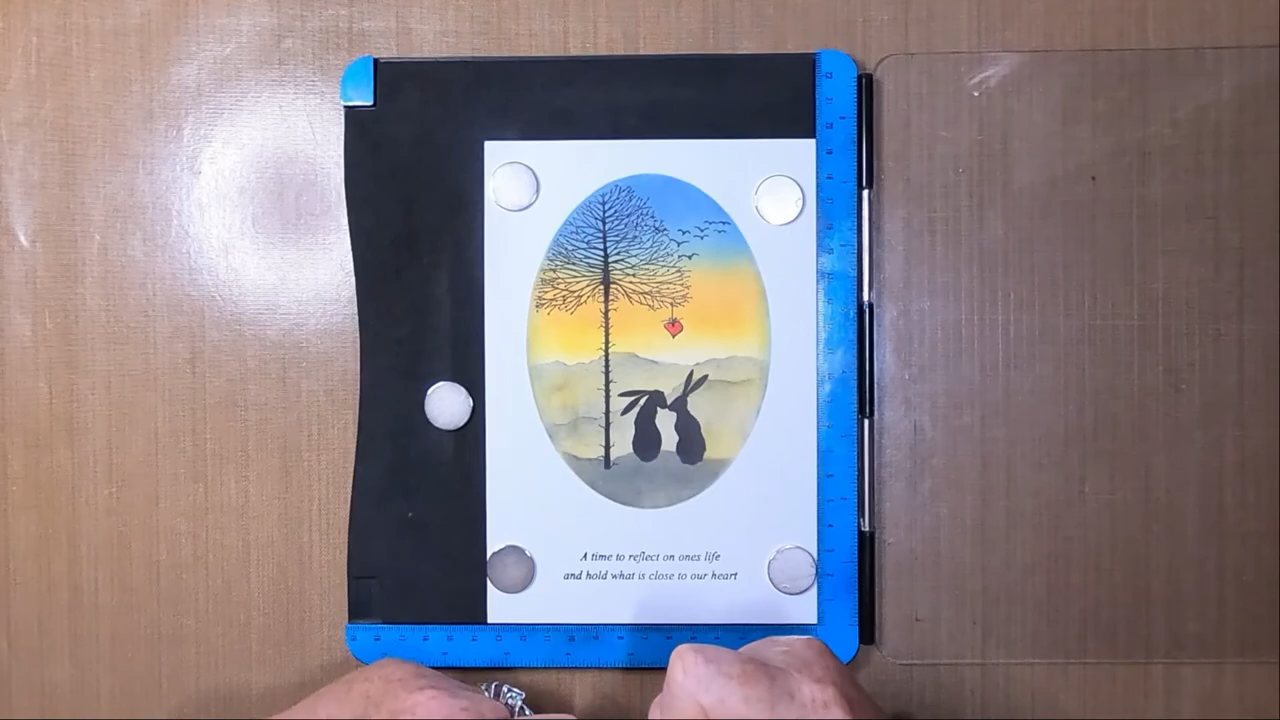 A time to reflect on ones life
and hold what is close to our heart